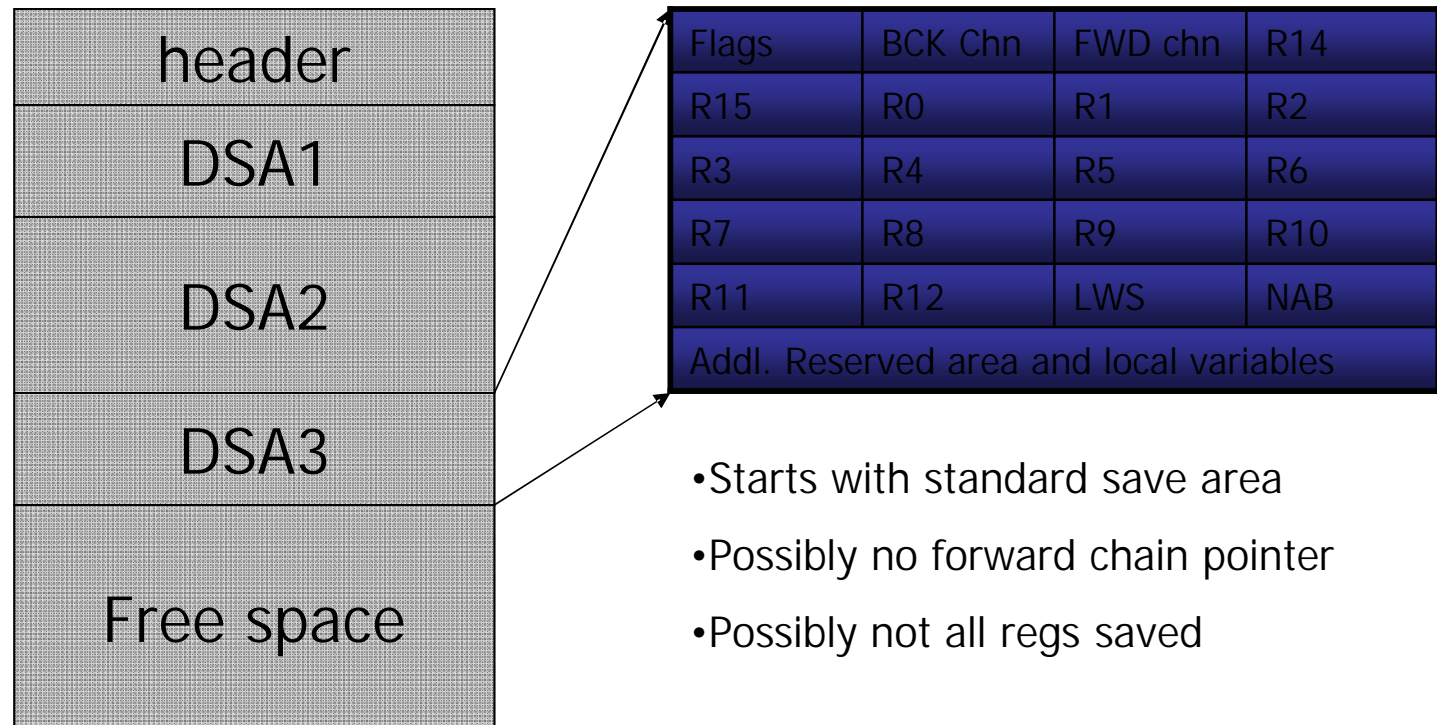 header
DSA1
DSA2
DSA3
Free space
Flags BCK Chn FWD chn R14
R15 R0 R1 R2
R3 R4 R5 R6
R7 R8 R9 R10
R11 R12 LWS NAB
Addl. Reserved area and local variables
•Starts with standard save area
•Possibly no forward chain pointer
•Possibly not all regs saved